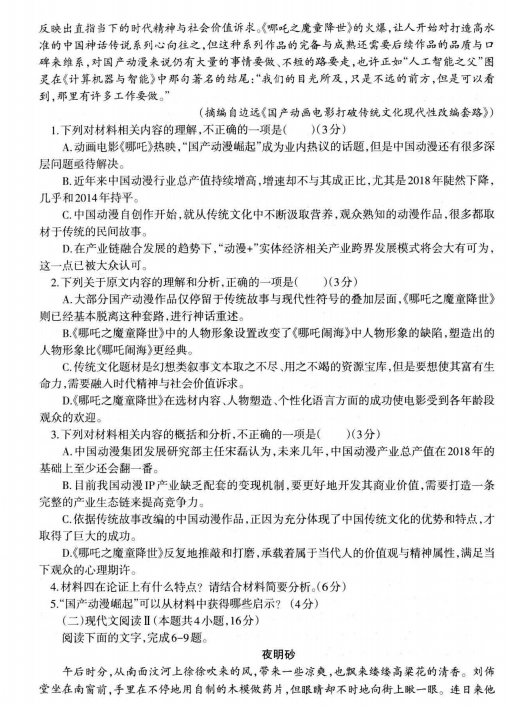 反映出直指当下的时代精神与社会价值诉求。《哪吒之魔童降世》的火爆,让人开始对打造高水
准的中国神话传说系列心向往之,但这种系列作品的完备与成熟还需要后续作品的品质与口
碑来维系,对国产动漫来说仍有大量的事情要做、不短的路要走,也许正如“人工智能之父”图
灵在《计算机器与智能》中那句著名的结尾:“我们的目光所及,只是不远的前方,但是可以看
到,那里有许多工作要做。”
(摘编自边远《国产动画电影打破传统文化现代性改编套路》)
1.下列对材料相关内容的理解,不正确的一项是(　　)(3分)
A.动画电影《哪吒》热映,“国产动漫崛起”成为业内热议的话题,但是中国动漫还有很多深
层问题亟待解决。
B.近年来中国动漫行业总产值持续增高,增速却不与其成正比,尤其是2018年陡然下降,
几乎和2014年持平。
C.中国动漫自创作开始,就从传统文化中不断汲取营养,观众熟知的动漫作品,很多都取
材于传统的民间故事。
D.在产业链融合发展的趋势下,“动漫+”实体经济相关产业跨界发展模式将会大有可为,
这一点已被大众认可。
2.下列关于原文内容的理解和分析,正确的一项是(　　)(3分)
A.大部分国产动漫作品仅停留于传统故事与现代性符号的叠加层面,《哪吒之魔童降世》
则已经基本脱离这种套路,进行神话重述。
B.《哪吒之魔童降世》中的人物形象设置改变了《哪吒闹海》中人物形象的缺陷,塑造出的
人物形象比《哪吒闹海》更经典。
C.传统文化题材是幻想类叙事文本取之不尽、用之不竭的资源宝库,但是要想使其富有生
命力,需要融入时代精神与社会价值诉求。
D.《哪吒之魔童降世》在选材内容、人物塑造、个性化语言方面的成功使电影受到各年龄段
观众的欢迎。
3.下列对材料相关内容的概括和分析,不正确的一项是(　　)(3分)
A.中国动漫集团发展研究部主任宋磊认为,未来几年,中国动漫产业总产值在2018年的
基础上至少还会翻一番。
B.目前我国动漫IP产业缺乏配套的变现机制,要更好地开发其商业价值,需要打造一条
完整的产业生态链来提高竞争力。
C.依据传统故事改编的中国动漫作品,正因为充分体现了中国传统文化的优势和特点,才
取得了巨大的成功。
D.《哪吒之魔童降世》反复地推敲和打磨,承载着属于当代人的价值观与精神属性,满足当
下观众的心理期许。
4.材料四在论证上有什么特点？请结合材料简要分析。(6分)
5.“国产动漫崛起”可以从材料中获得哪些启示？(4分)
(二)现代文阅读Ⅱ(本题共4小题,16分)
阅读下面的文字,完成6-9题。
夜明砂
午后时分,从南面汶河上徐徐吹来的风,带来一些凉爽,也飘来缕缕高粱花的清香。刘佈
堂坐在南窗前,手里在不停地用自制的木模做药片,但眼睛却不时地向街上瞅一眼。连日来他